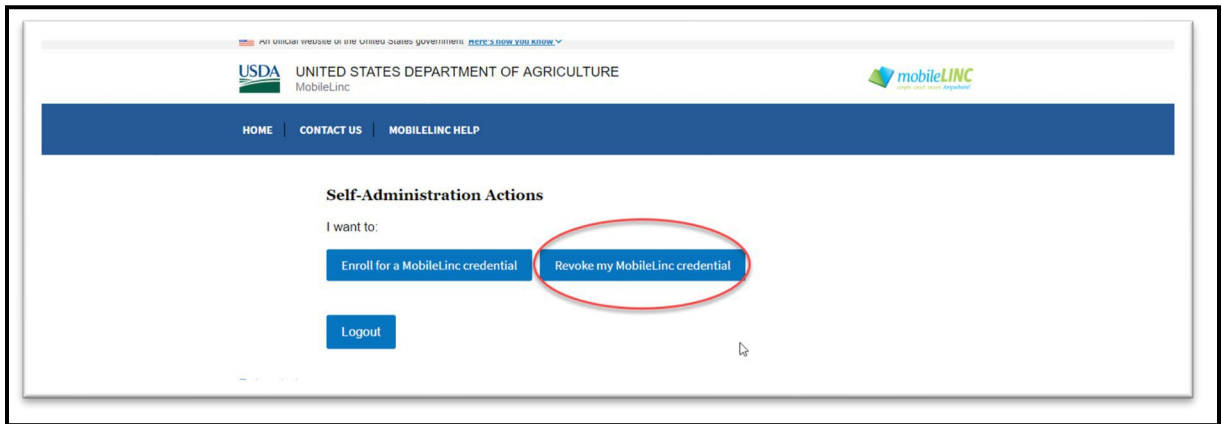 An official website of the United States government Here's how you know
USDA UNITED STATES DEPARTMENT OF AGRICULTURE
MobileLinc
mobileLINC
HOME CONTACT US MOBILELINC HELP
Self-Administration Actions
I want to:
Enroll for a MobileLinc credential Revoke my MobileLinc credential
Logout